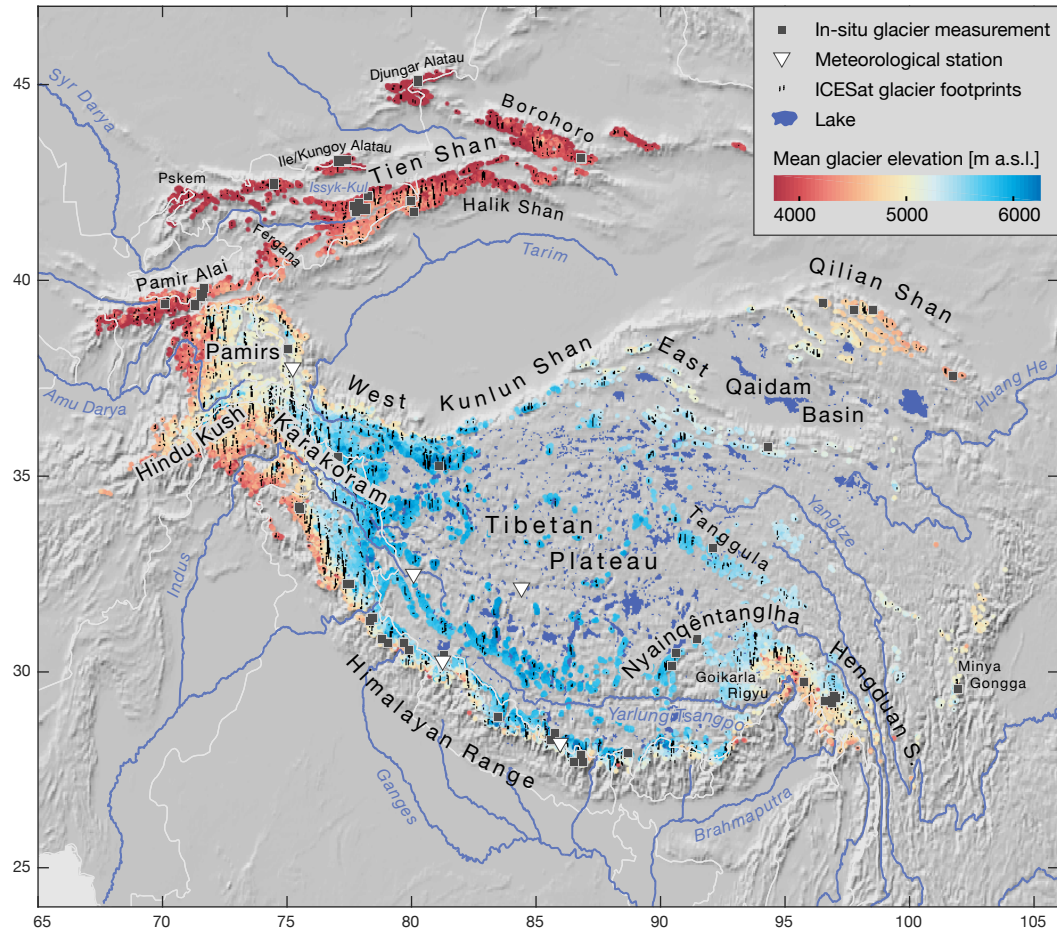 In-situ glacier measurement
Meteorological station
ICESat glacier footprints
Lake
Mean glacier elevation [m a.s.l.]
4000 5000 6200
45
40
35
30
25
65 70 75 80 85 90 95 100 105
Djungar Alatau
Syr Darya
Borohoro
Ile/Kungoy Alatau
Tien Shan
Pskem
Issyk-Kul
Halik Shan
Fergana
Tarim
Pamir Alai
Qilian Shan
Pamirs
East
Kunlun Shan
West
Qaidam
Basin
Huang He
Amu Darya
Hindu Kush
Karakoram
Tibetan
Plateau
Tanggula
Yangtze
Indus
Nyainqêntanglha
Hengduan S.
Goikarla
Rigyu
Minya
Gongga
Himalayan Range
Yarlung Tsangpo
Ganges
Brahmaputra